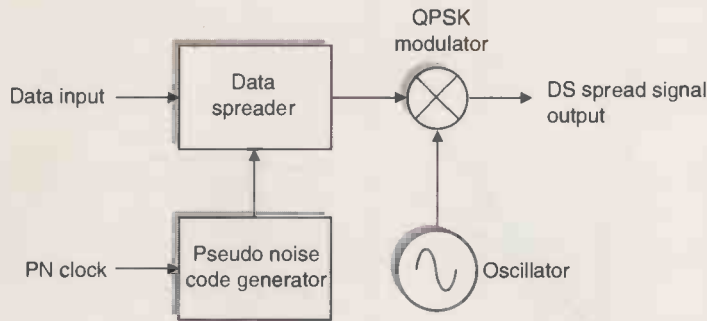 QPSK
modulator
Data input
Data
spreader
DS spread signal
output
PN clock
Pseudo noise
code generator
Oscillator